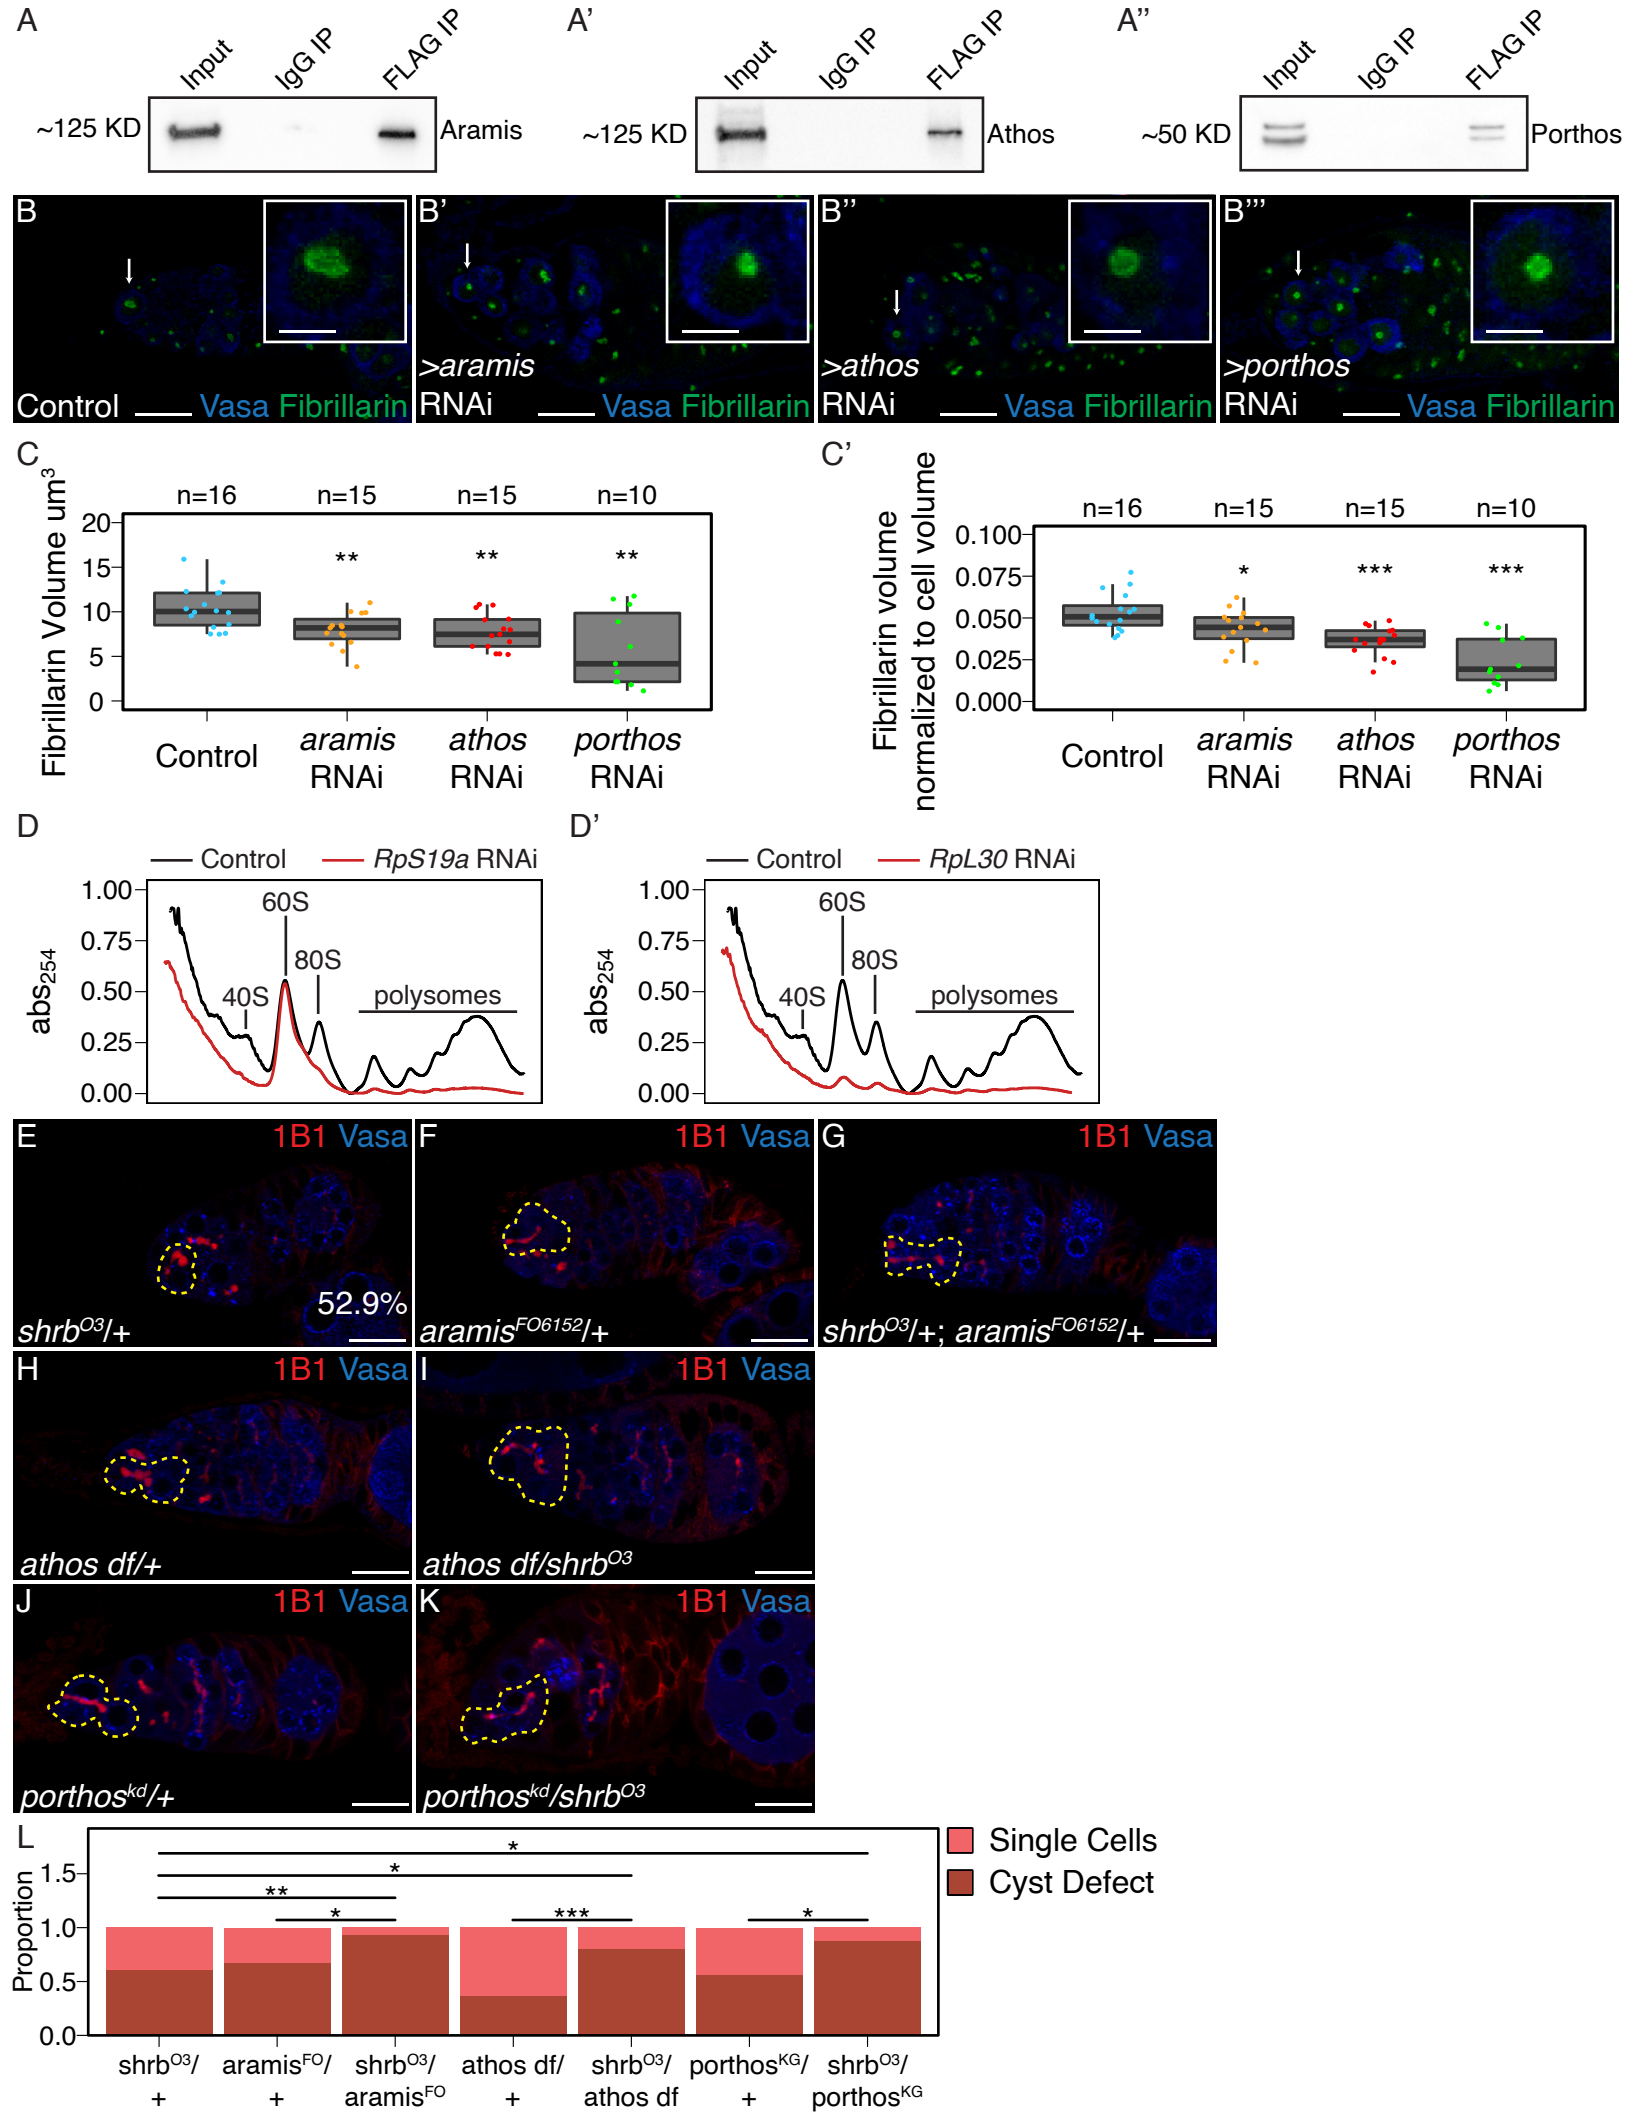 A
Input
IgG IP
FLAG IP
~125 KD
Aramis
A'
Input
IgG IP
FLAG IP
~125 KD
Athos
A''
Input
IgG IP
FLAG IP
~50 KD
Porthos
B
Control
Vasa Fibrillarin
B'
>aramis
RNAi
Vasa Fibrillarin
B''
>athos
RNAi
Vasa Fibrillarin
B'''
>porthos
RNAi
Vasa Fibrillarin
C
Fibrillarin Volume um³
n=16
n=15
n=15
n=10
20
15
10
5
0
**
**
**
Control
aramis
RNAi
athos
RNAi
porthos
RNAi
C'
Fibrillarin volume
normalized to cell volume
n=16
n=15
n=15
n=10
0.100
0.075
0.050
0.025
0.000
*
***
***
Control
aramis
RNAi
athos
RNAi
porthos
RNAi
D
Control
RpS19a RNAi
abs254
1.00
0.75
0.50
0.25
0.00
40S
60S
80S
polysomes
D'
Control
RpL30 RNAi
abs254
1.00
0.75
0.50
0.25
0.00
40S
60S
80S
polysomes
E
1B1 Vasa
52.9%
shrbO3/+
F
1B1 Vasa
aramisFO6152/+
G
1B1 Vasa
shrbO3/+; aramisFO6152/+
H
1B1 Vasa
athos df/+
I
1B1 Vasa
athos df/shrbO3
J
1B1 Vasa
porthoskd/+
K
1B1 Vasa
porthoskd/shrbO3
L
Proportion
1.5
1.0
0.5
0.0
*
*
**
*
***
*
Single Cells
Cyst Defect
shrbO3/
+
aramisFO/
+
shrbO3/
aramisFO
athos df/
+
shrbO3/
athos df
porthosKG/
+
shrbO3/
porthosKG